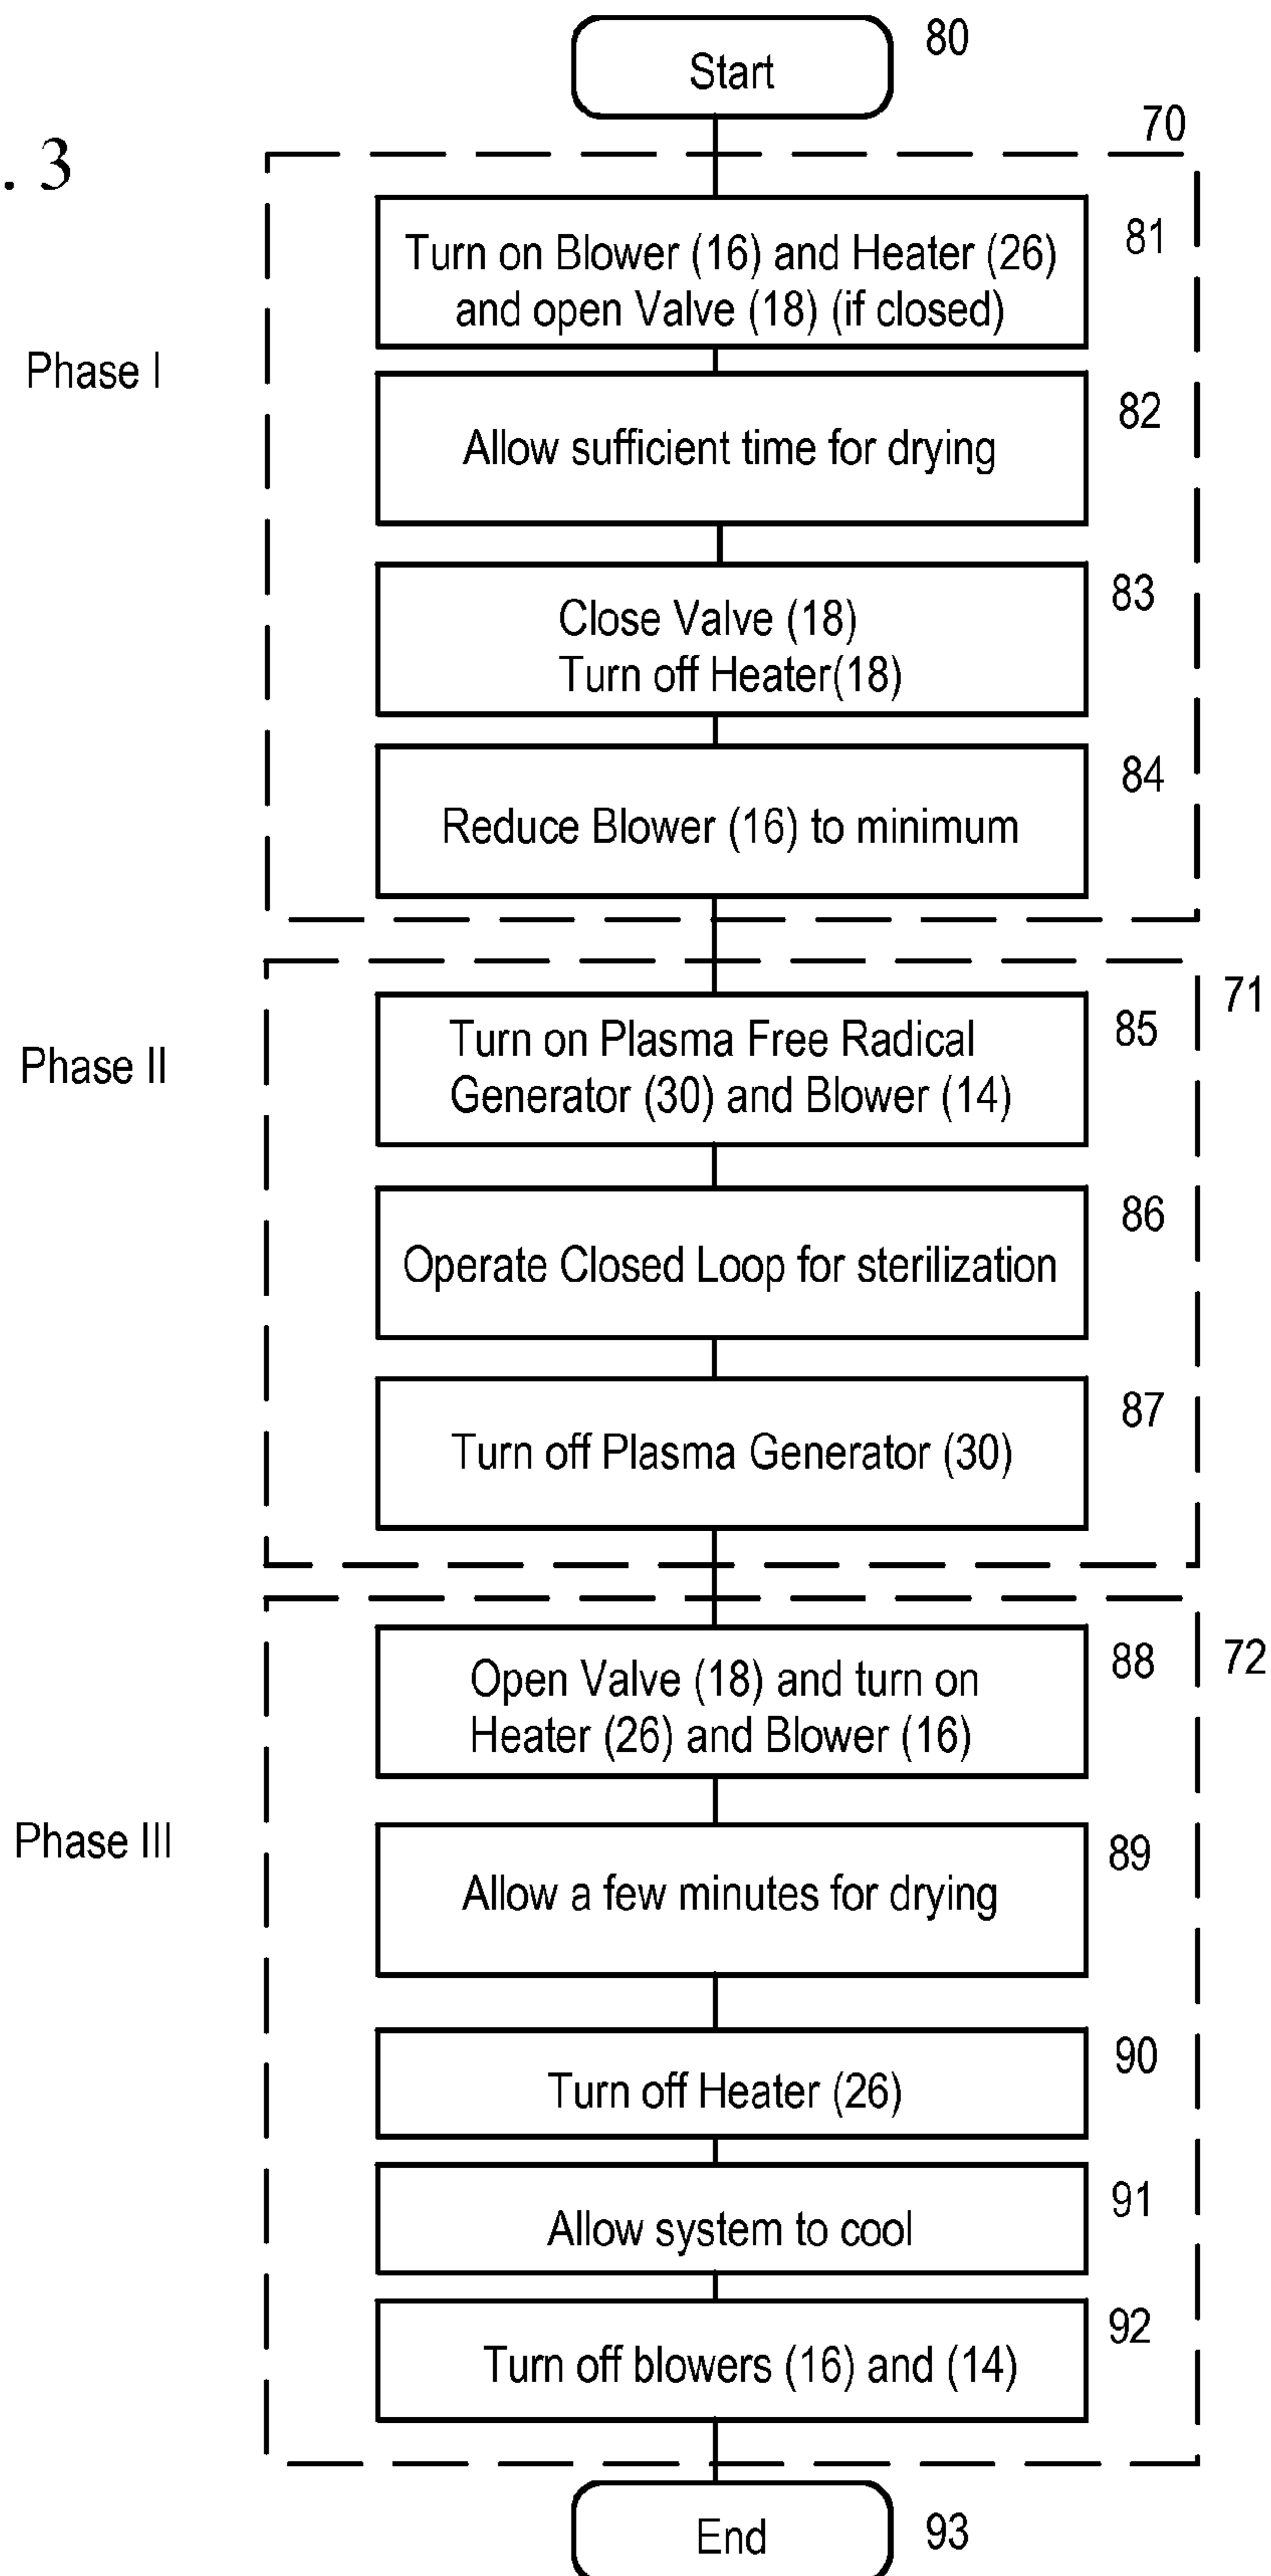 Start
80
. 3
70
Turn on Blower (16) and Heater (26)
and open Valve (18) (if closed)
81
Phase I
Allow sufficient time for drying
82
Close Valve (18)
Turn off Heater(18)
83
Reduce Blower (16) to minimum
84
71
Phase II
Turn on Plasma Free Radical
Generator (30) and Blower (14)
85
Operate Closed Loop for sterilization
86
Turn off Plasma Generator (30)
87
72
Open Valve (18) and turn on
Heater (26) and Blower (16)
88
Phase III
Allow a few minutes for drying
89
Turn off Heater (26)
90
Allow system to cool
91
Turn off blowers (16) and (14)
92
End
93